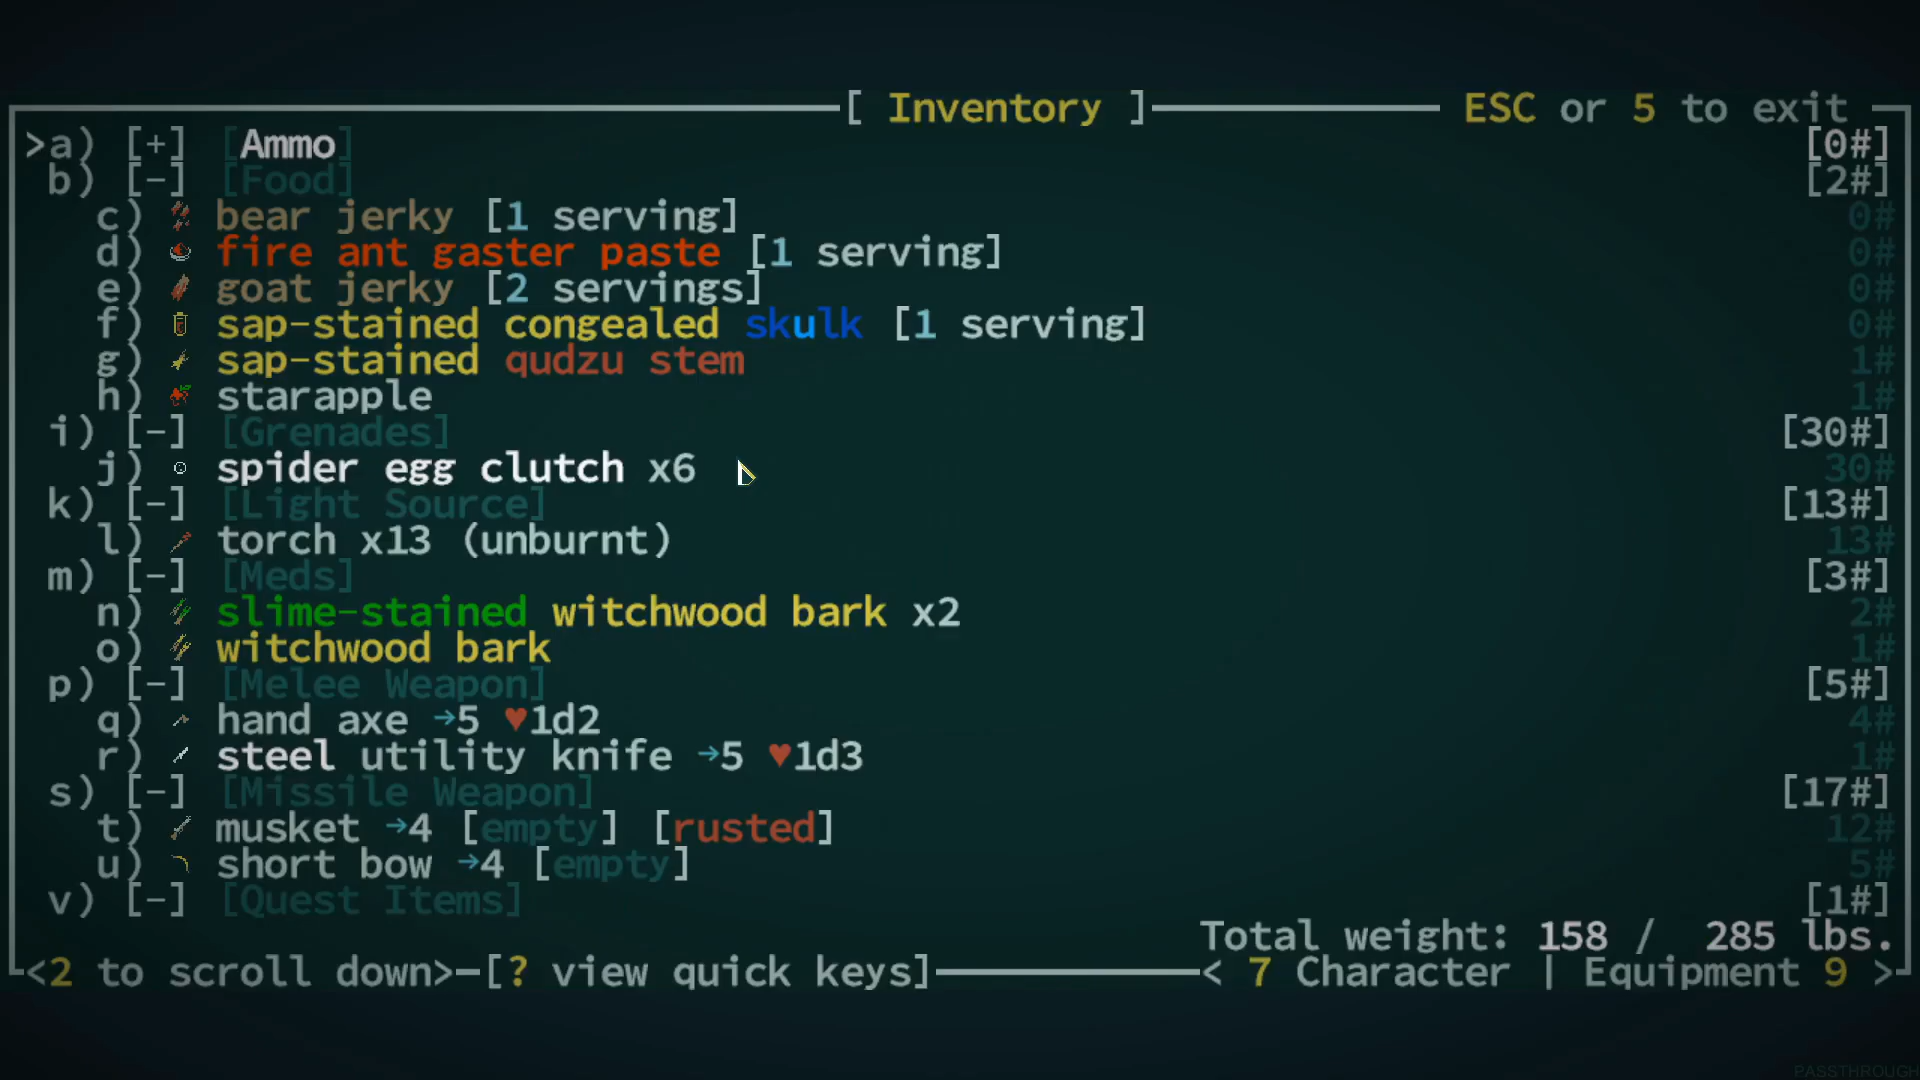 [ Inventory ] ESC or 5 to exit
>a) [+] [Ammo] [0#]
b) [-] [Food] [2#]
c) bear jerky [1 serving] 0#
d) fire ant gaster paste [1 serving] 0#
e) goat jerky [2 servings] 0#
f) sap-stained congealed skulk [1 serving] 0#
g) sap-stained qudzu stem 1#
h) starapple 1#
i) [-] [Grenades] [30#]
j) spider egg clutch x6 30#
k) [-] [Light Source] [13#]
l) torch x13 (unburnt) 13#
m) [-] [Meds] [3#]
n) slime-stained witchwood bark x2 2#
o) witchwood bark 1#
p) [-] [Melee Weapon] [5#]
q) hand axe →5 ♥1d2 4#
r) steel utility knife →5 ♥1d3 1#
s) [-] [Missile Weapon] [17#]
t) musket →4 [empty] [rusted] 12#
u) short bow →4 [empty] 5#
v) [-] [Quest Items] [1#]
Total weight: 158 / 285 lbs.
<2 to scroll down> [? view quick keys] < 7 Character | Equipment 9 >
PASSTHROUGH